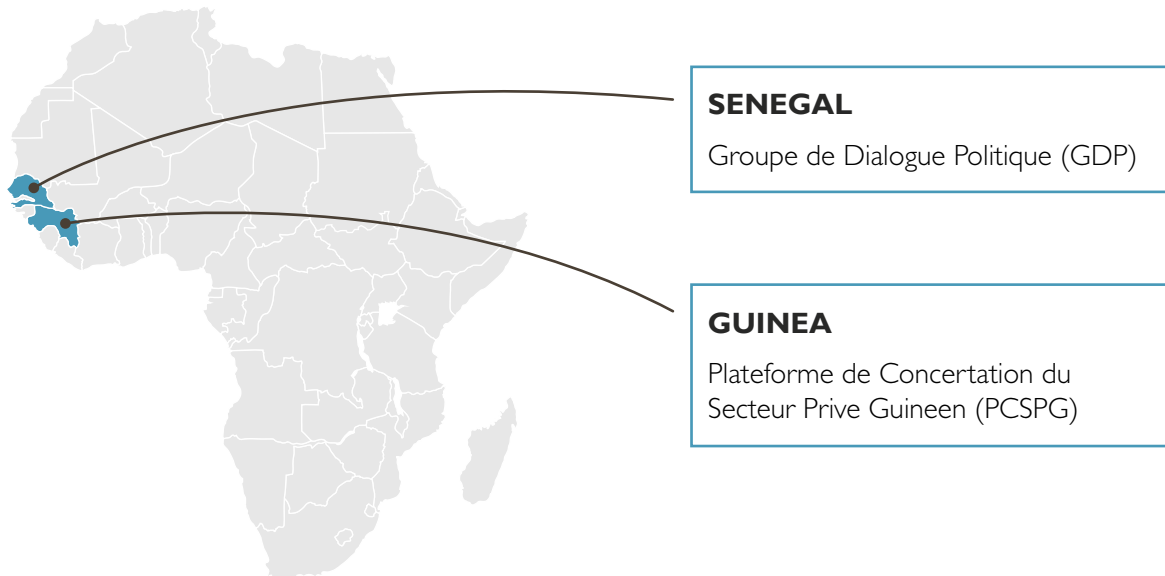 SENEGAL
Groupe de Dialogue Politique (GDP)
GUINEA
Plateforme de Concertation du
Secteur Prive Guineen (PCSPG)